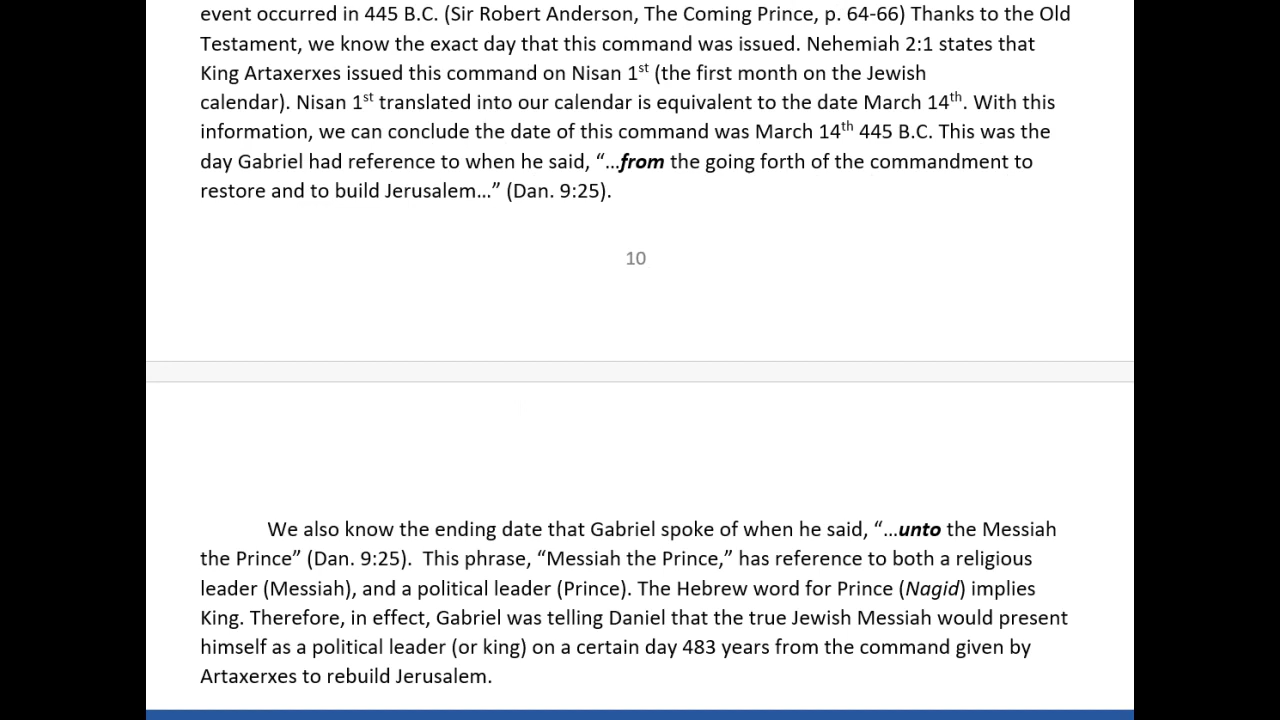 event occurred in 445 B.C. (Sir Robert Anderson, The Coming Prince, p. 64-66) Thanks to the Old
Testament, we know the exact day that this command was issued. Nehemiah 2:1 states that
King Artaxerxes issued this command on Nisan 1st (the first month on the Jewish
calendar). Nisan 1st translated into our calendar is equivalent to the date March 14th. With this
information, we can conclude the date of this command was March 14th 445 B.C. This was the
day Gabriel had reference to when he said, “…from the going forth of the commandment to
restore and to build Jerusalem…” (Dan. 9:25).
10
We also know the ending date that Gabriel spoke of when he said, “…unto the Messiah
the Prince” (Dan. 9:25).  This phrase, “Messiah the Prince,” has reference to both a religious
leader (Messiah), and a political leader (Prince). The Hebrew word for Prince (Nagid) implies
King. Therefore, in effect, Gabriel was telling Daniel that the true Jewish Messiah would present
himself as a political leader (or king) on a certain day 483 years from the command given by
Artaxerxes to rebuild Jerusalem.